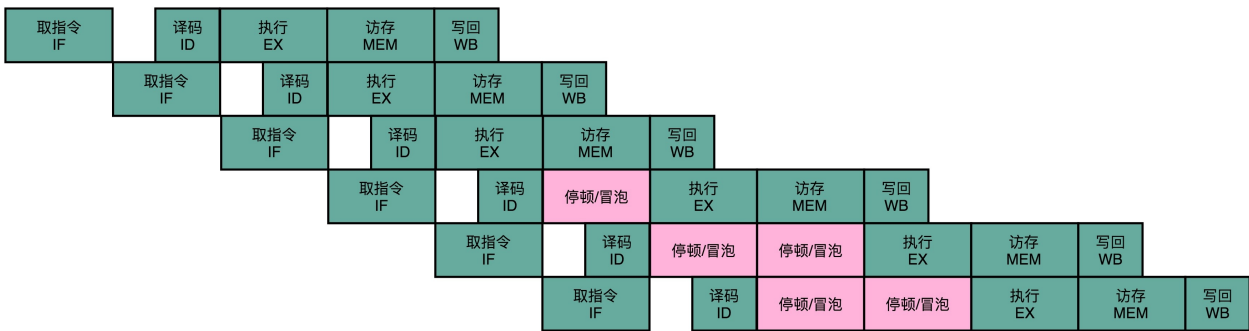 取指令
IF
译码
ID
执行
EX
访存
MEM
写回
WB
取指令
IF
译码
ID
执行
EX
访存
MEM
写回
WB
取指令
IF
译码
ID
执行
EX
访存
MEM
写回
WB
取指令
IF
译码
ID
停顿/冒泡
执行
EX
访存
MEM
写回
WB
取指令
IF
译码
ID
停顿/冒泡
停顿/冒泡
执行
EX
访存
MEM
写回
WB
取指令
IF
译码
ID
停顿/冒泡
停顿/冒泡
执行
EX
访存
MEM
写回
WB